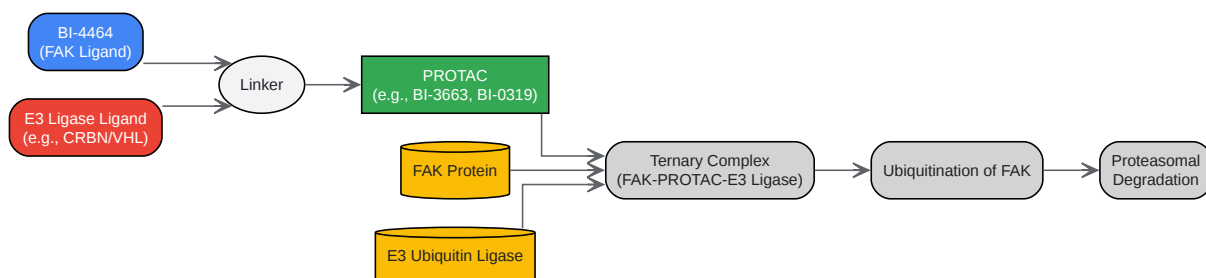 BI-4464
(FAK Ligand)
E3 Ligase Ligand
(e.g., CRBN/VHL)
Linker
PROTAC
(e.g., BI-3663, BI-0319)
FAK Protein
E3 Ubiquitin Ligase
Ternary Complex
(FAK-PROTAC-E3 Ligase)
Ubiquitination of FAK
Proteasomal
Degradation